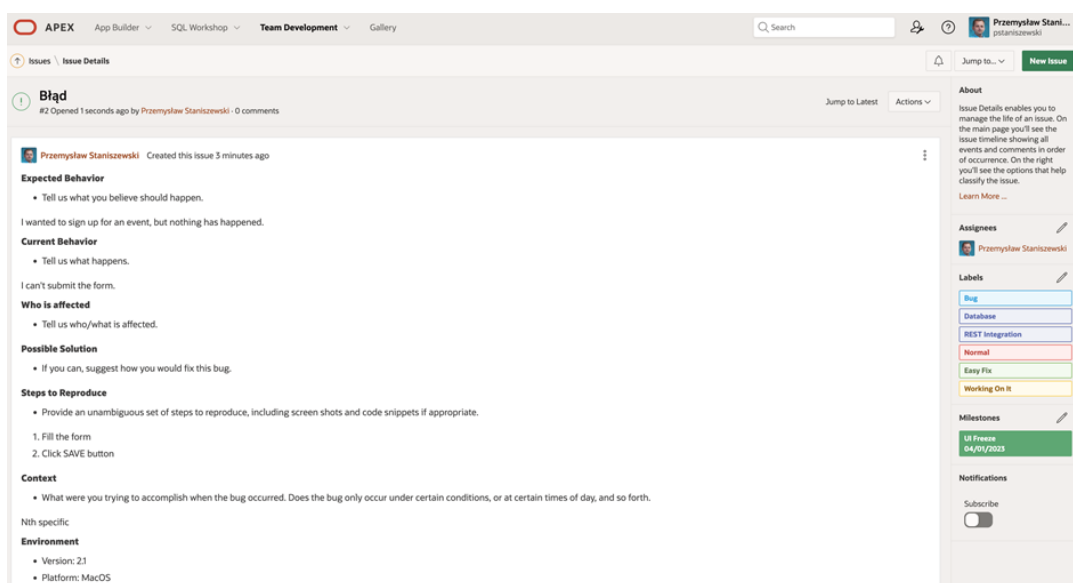 APEX App Builder SQL Workshop Team Development Gallery Search Przemysław Stani...
pstaniszewski
Issues \ Issue Details Jump to... New Issue
Błąd
#2 Opened 1 seconds ago by Przemysław Staniszewski - 0 comments
Jump to Latest Actions
Przemysław Staniszewski Created this issue 3 minutes ago
Expected Behavior
• Tell us what you believe should happen.
I wanted to sign up for an event, but nothing has happened.
Current Behavior
• Tell us what happens.
I can't submit the form.
Who is affected
• Tell us who/what is affected.
Possible Solution
• If you can, suggest how you would fix this bug.
Steps to Reproduce
• Provide an unambiguous set of steps to reproduce, including screen shots and code snippets if appropriate.
1. Fill the form
2. Click SAVE button
Context
• What were you trying to accomplish when the bug occurred. Does the bug only occur under certain conditions, or at certain times of day, and so forth.
Nth specific
Environment
• Version: 2.1
• Platform: MacOS
About
Issue Details enables you to
manage the life of an issue. On
the main page you'll see the
issue timeline showing all
events and comments in order
of occurrence. On the right
you'll see the options that help
classify the issue.
Learn More ...
Assignees
Przemysław Staniszewski
Labels
Bug
Database
REST Integration
Normal
Easy Fix
Working On It
Milestones
UI Freeze
04/01/2023
Notifications
Subscribe